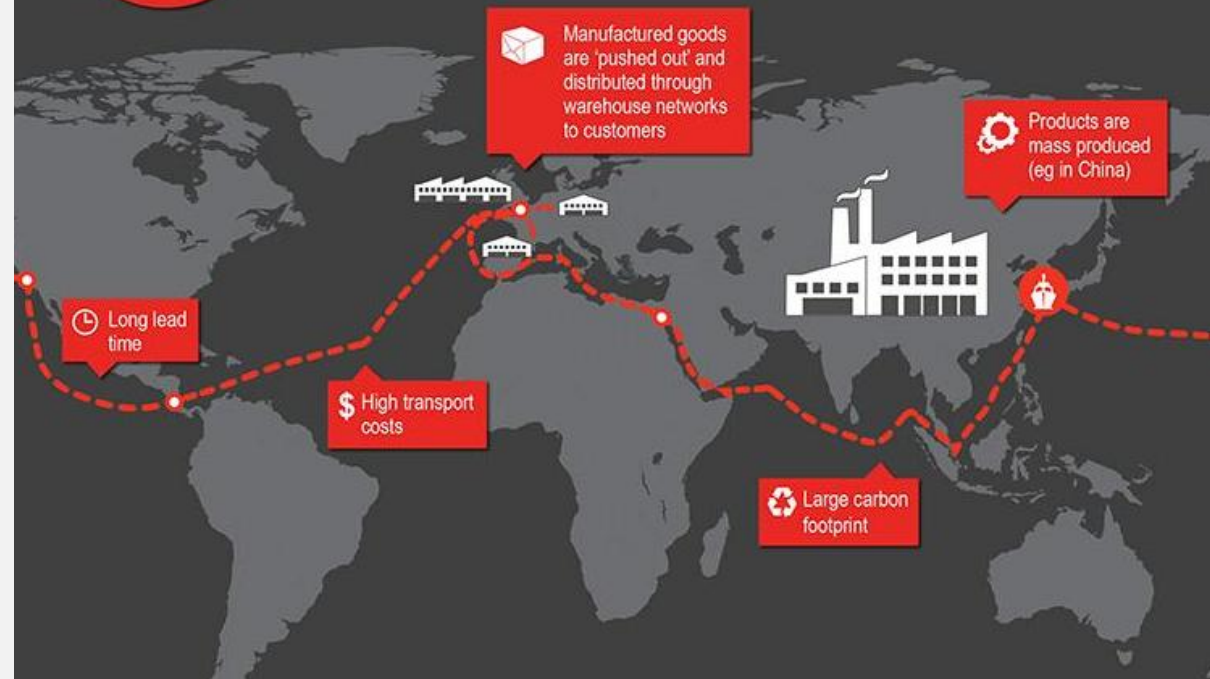 Manufactured goods
are 'pushed out' and
distributed through
warehouse networks
to customers
Products are
mass produced
(eg in China)
Long lead
time
$ High transport
costs
Large carbon
footprint